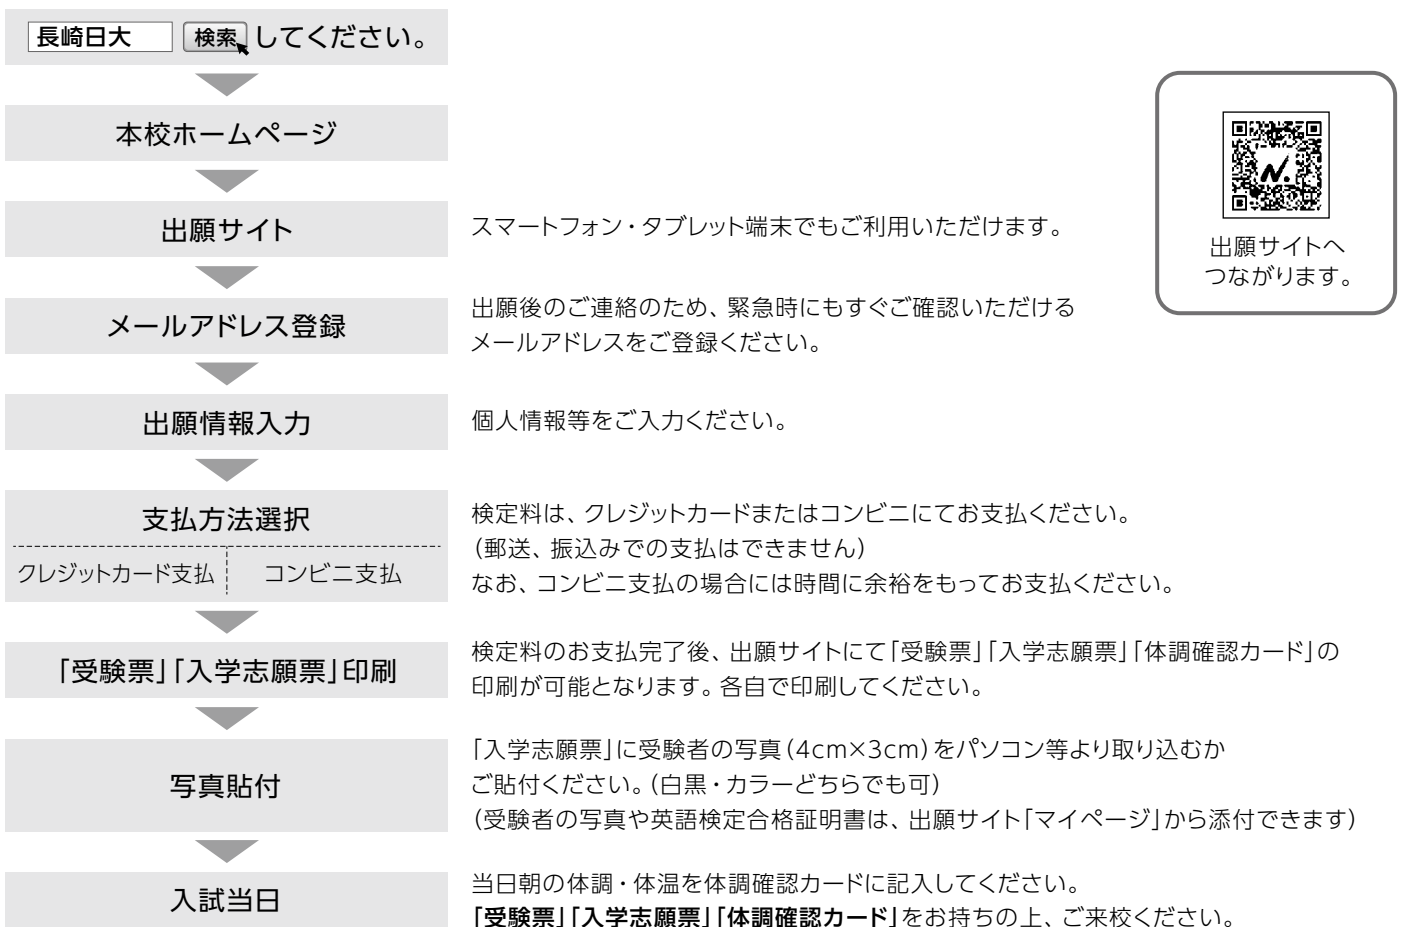 長崎日大 検索 してください。
本校ホームページ
出願サイトへ
つながります。
出願サイト
スマートフォン・タブレット端末でもご利用いただけます。
メールアドレス登録
出願後のご連絡のため、緊急時にもすぐご確認いただける
メールアドレスをご登録ください。
出願情報入力
個人情報等をご入力ください。
支払方法選択
クレジットカード支払 コンビニ支払
検定料は、クレジットカードまたはコンビニにてお支払ください。
(郵送、振込みでの支払はできません)
なお、コンビニ支払の場合には時間に余裕をもってお支払ください。
「受験票」「入学志願票」印刷
検定料のお支払完了後、出願サイトにて「受験票」「入学志願票」「体調確認カード」の
印刷が可能となります。各自で印刷してください。
写真貼付
「入学志願票」に受験者の写真(4cm×3cm)をパソコン等より取り込むか
ご貼付ください。(白黒・カラーどちらでも可)
(受験者の写真や英語検定合格証明書は、出願サイト「マイページ」から添付できます)
入試当日
当日朝の体調・体温を体調確認カードに記入してください。
「受験票」「入学志願票」「体調確認カード」をお持ちの上、ご来校ください。
N.